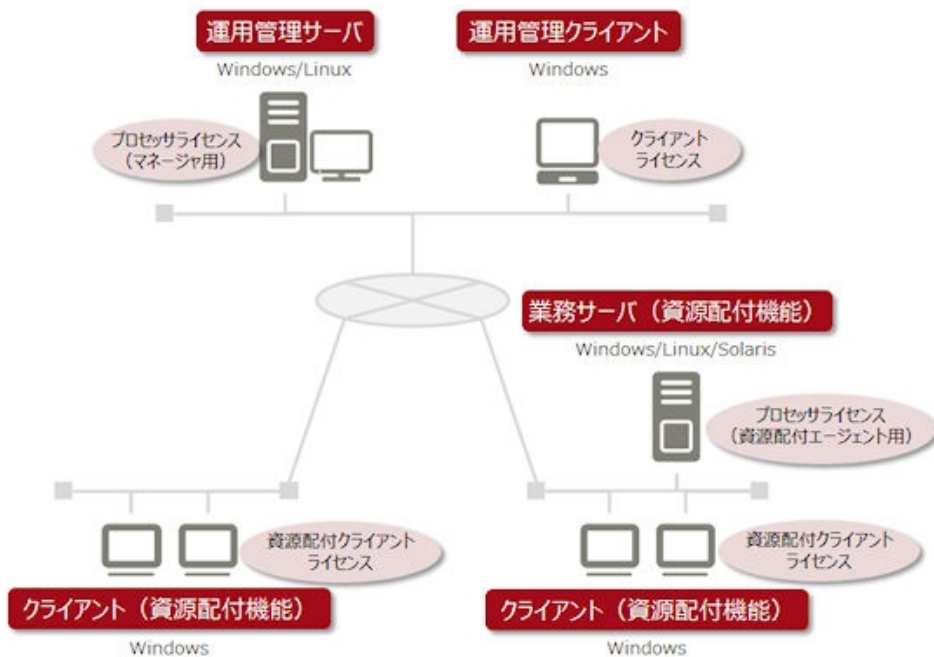 運用管理サーバ
運用管理クライアント
Windows/Linux
Windows
プロセッサライセンス
(マネージャ用)
クライアント
ライセンス
業務サーバ(資源配付機能)
Windows/Linux/Solaris
プロセッサライセンス
(資源配付エージェント用)
資源配付クライアント
ライセンス
資源配付クライアント
ライセンス
クライアント(資源配付機能)
クライアント(資源配付機能)
Windows
Windows